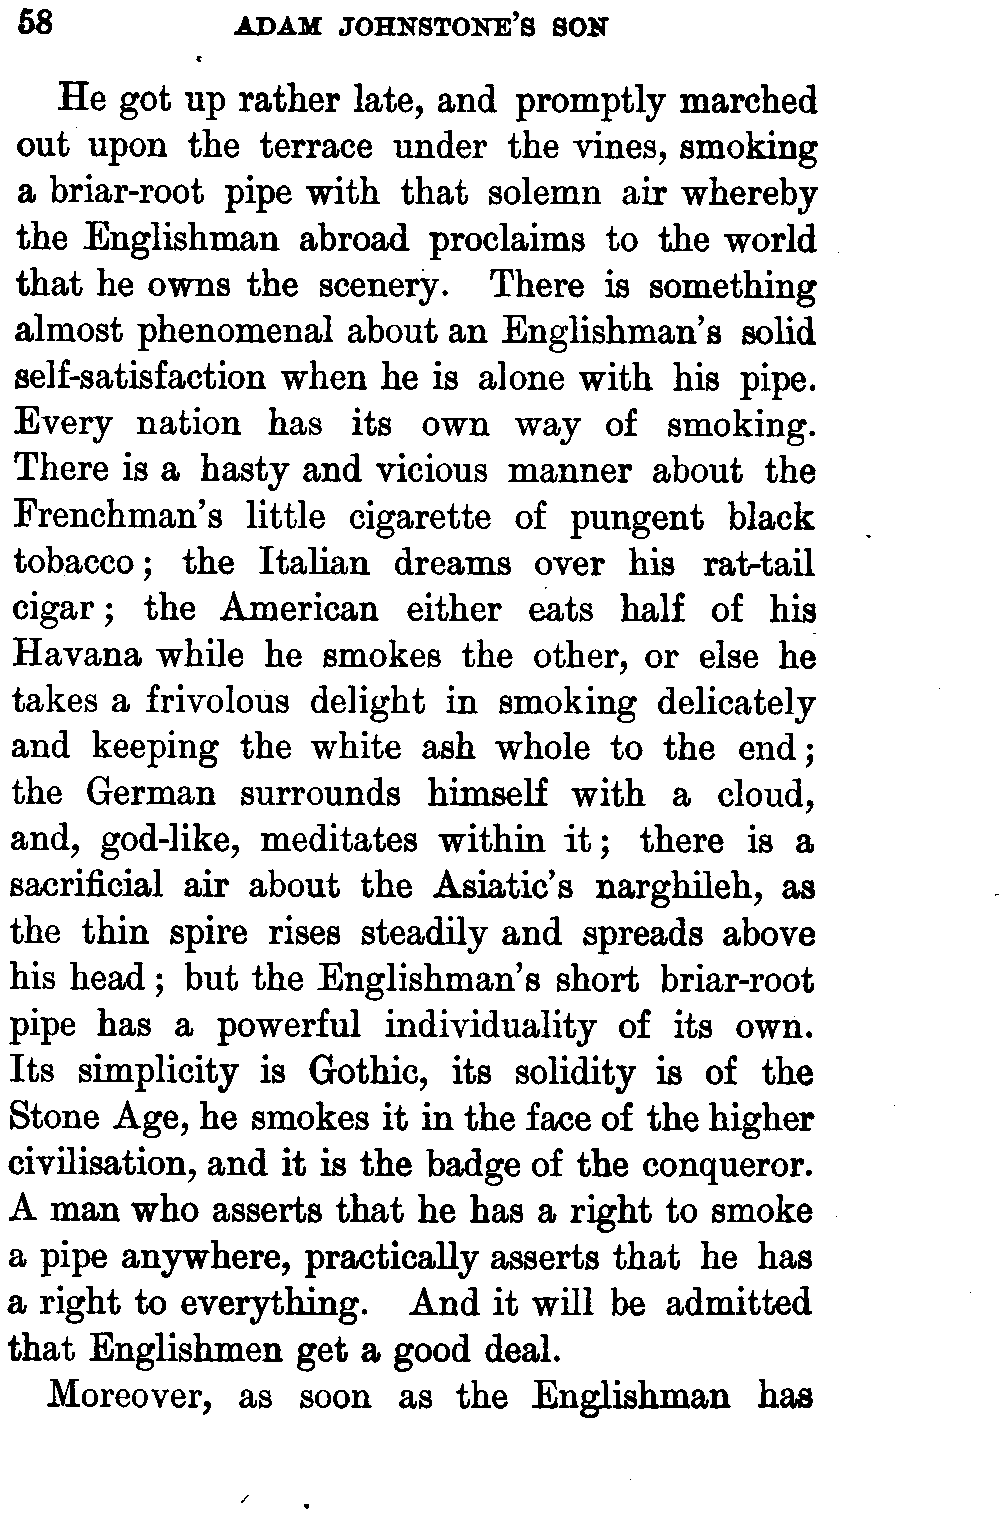 58 ADAM JOHNSTONE'S SON
He got up rather late, and promptly marched
out upon the terrace under the vines, smoking
a briar-root pipe with that solemn air whereby
the Englishman abroad proclaims to the world
that he owns the scenery. There is something
almost phenomenal about an Englishman's solid
self-satisfaction when he is alone with his pipe.
Every nation has its own way of smoking.
There is a hasty and vicious manner about the
Frenchman's little cigarette of pungent black
tobacco; the Italian dreams over his rat-tail
cigar; the American either eats half of his
Havana while he smokes the other, or else he
takes a frivolous delight in smoking delicately
and keeping the white ash whole to the end;
the German surrounds himself with a cloud,
and, god-like, meditates within it; there is a
sacrificial air about the Asiatic's narghileh, as
the thin spire rises steadily and spreads above
his head; but the Englishman's short briar-root
pipe has a powerful individuality of its own.
Its simplicity is Gothic, its solidity is of the
Stone Age, he smokes it in the face of the higher
civilisation, and it is the badge of the conqueror.
A man who asserts that he has a right to smoke
a pipe anywhere, practically asserts that he has
a right to everything. And it will be admitted
that Englishmen get a good deal.
Moreover, as soon as the Englishman has